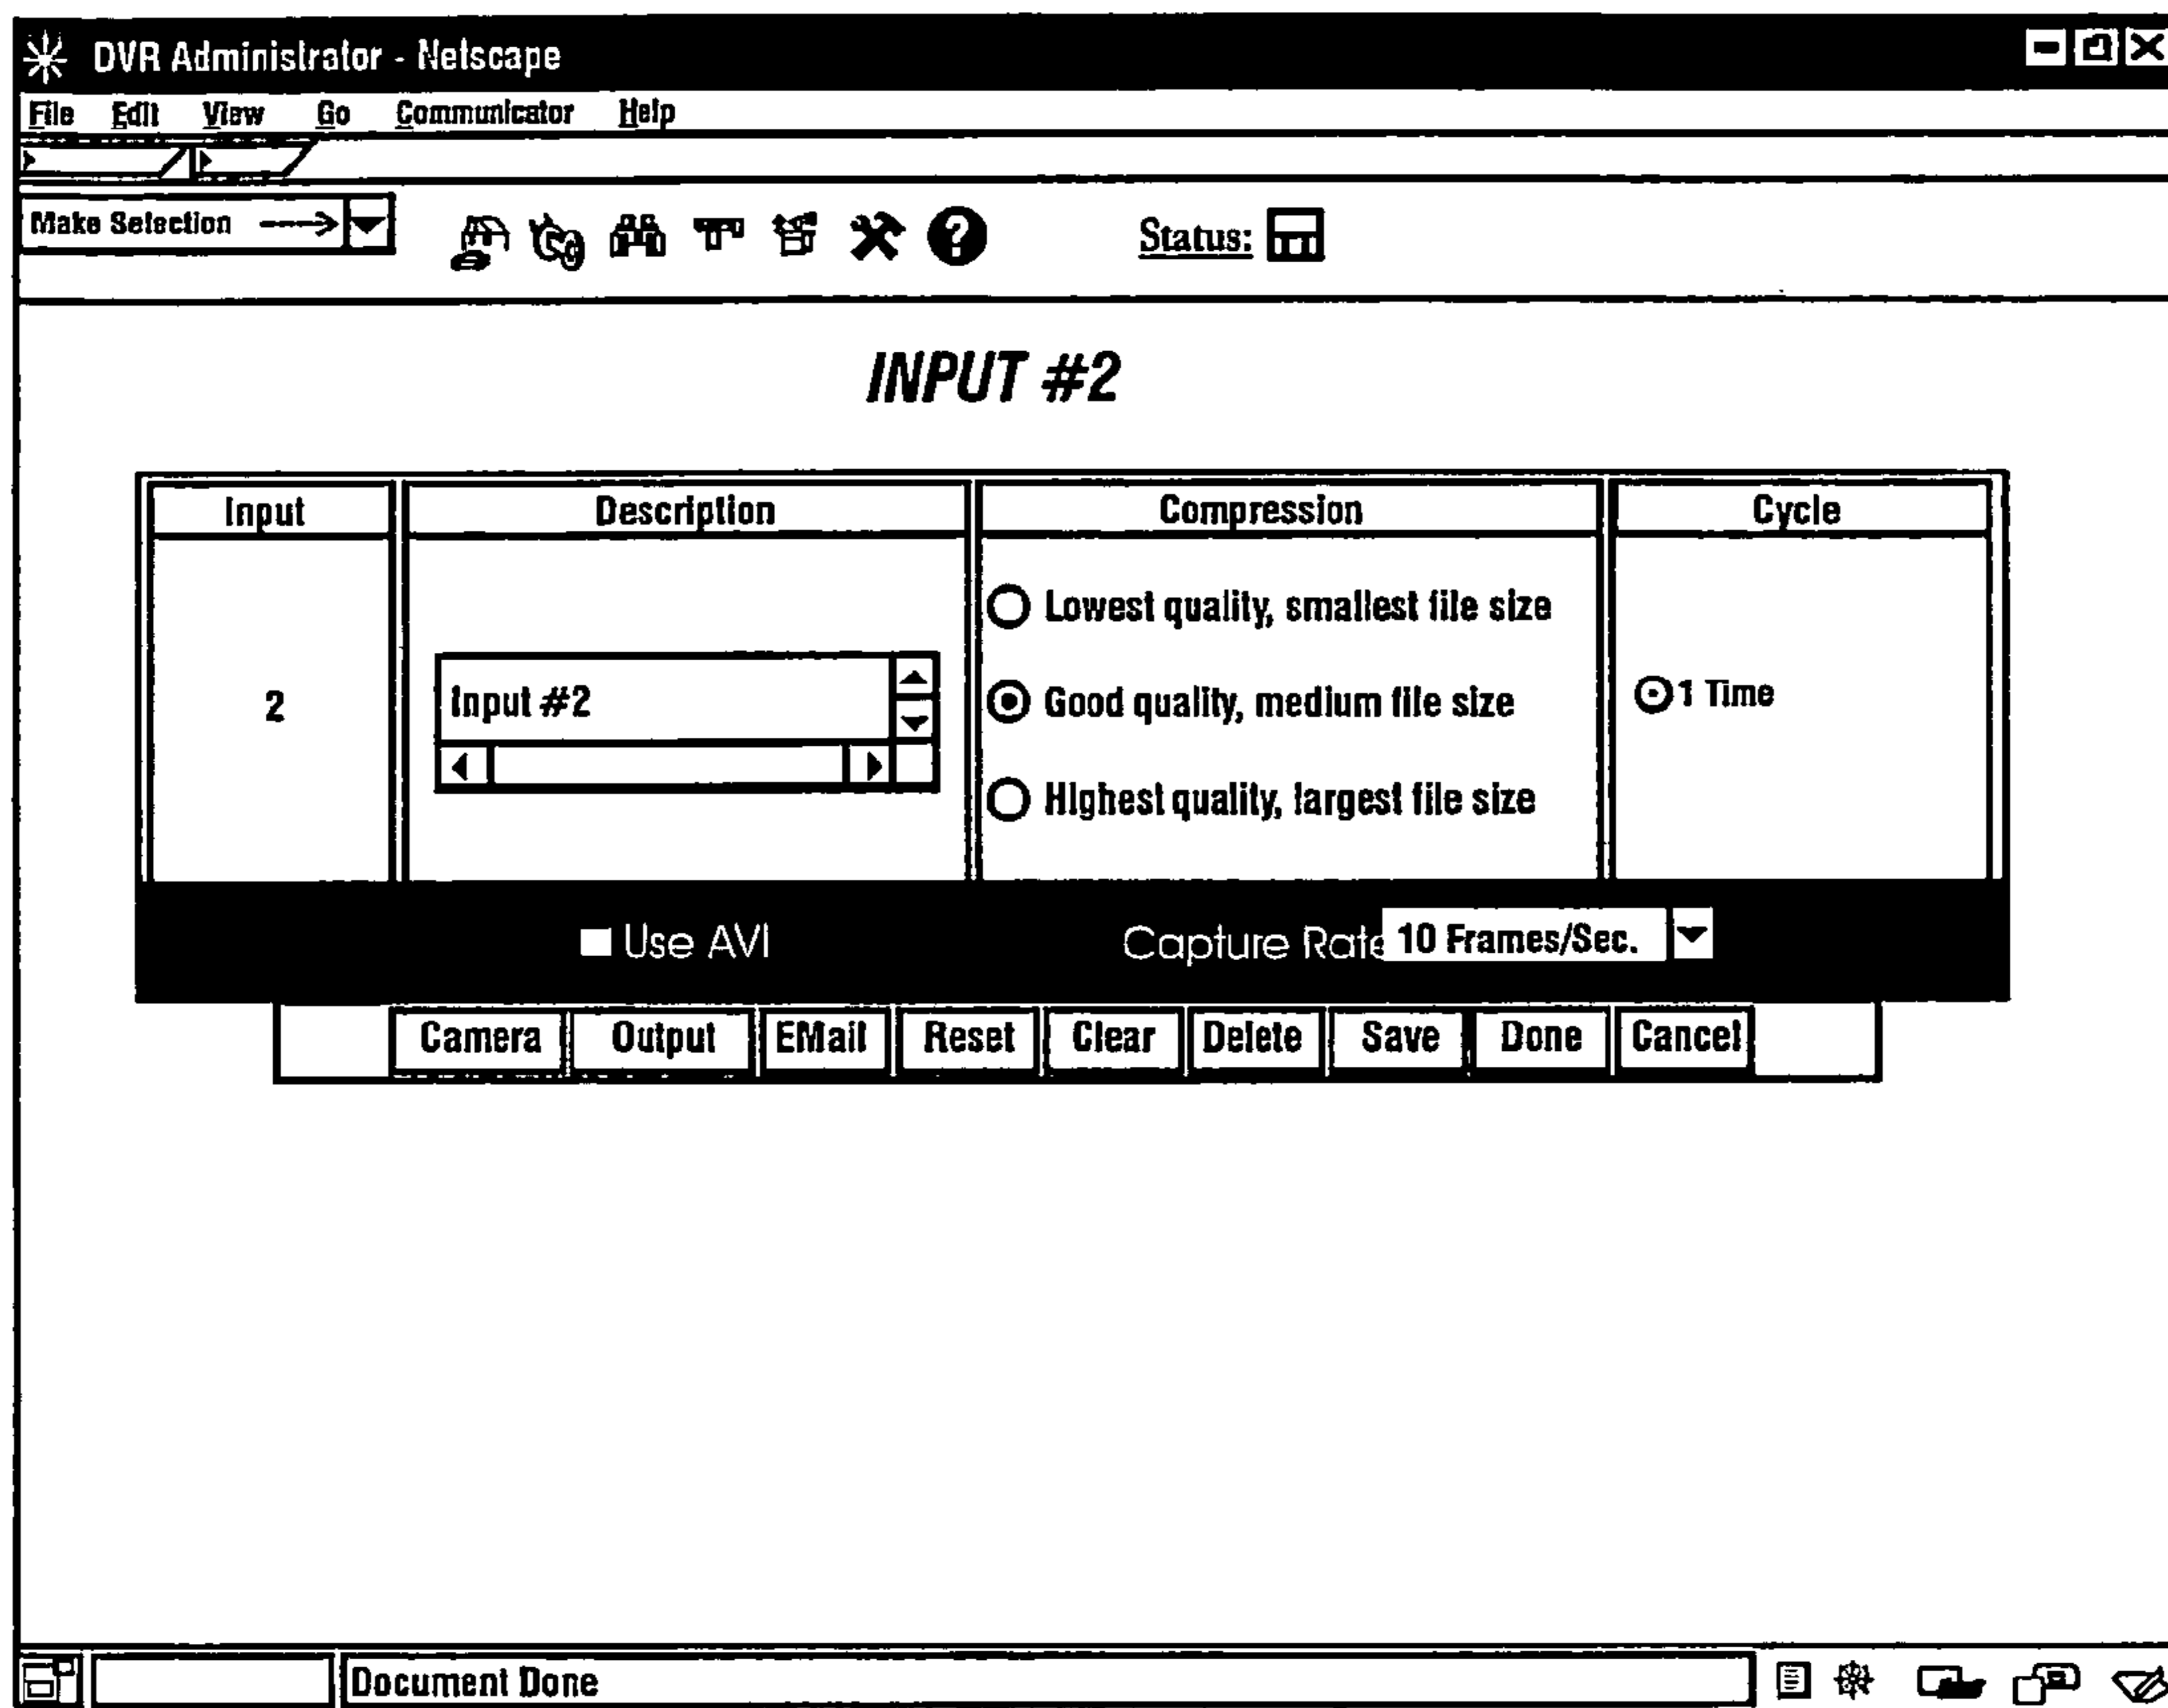 DVR Administrator - Netscape
File Edit View Go Communicator Help
Make Selection
Status:
INPUT #2
Input Description Compression Cycle
Lowest quality, smallest file size
2 Input #2 Good quality, medium file size 1 Time
Highest quality, largest file size
Use AVI Capture Rate 10 Frames/Sec.
Camera Output EMail Reset Clear Delete Save Done Cancel
Document Done